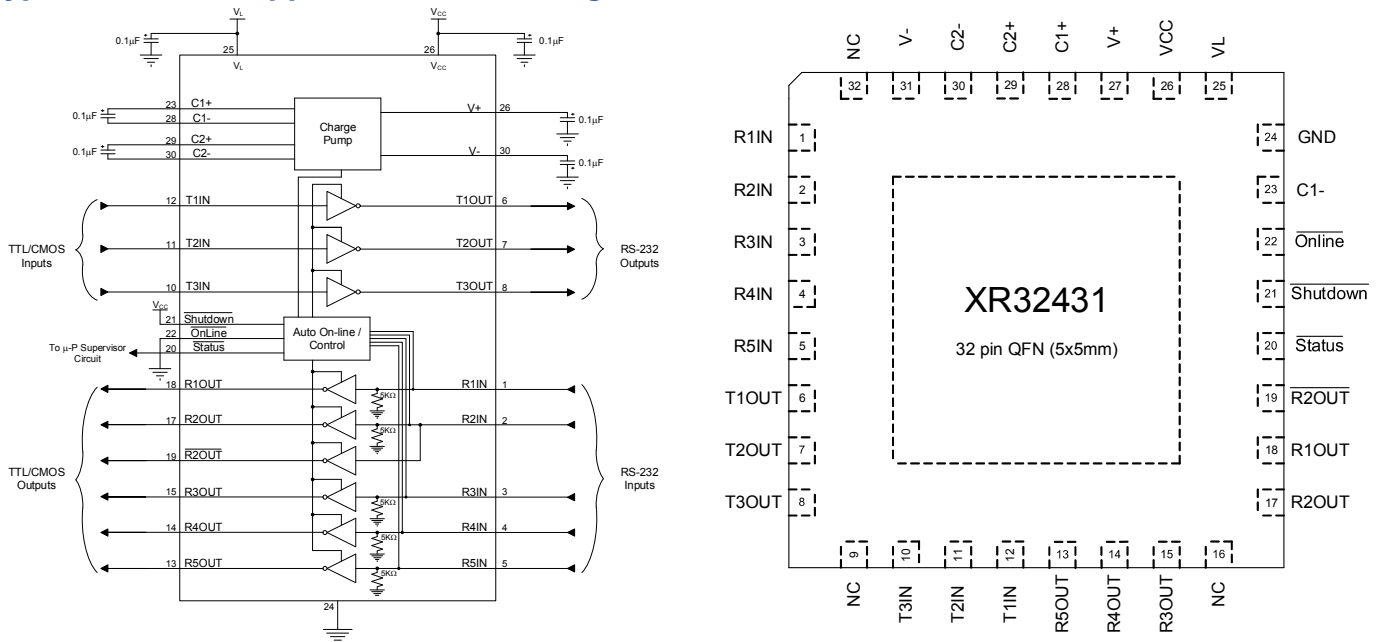 VL
VCC
0.1µF
0.1µF
25
26
VL
VCC
23 C1+
0.1µF
28 C1-
29 C2+
0.1µF
30 C2-
Charge
Pump
V+ 26
0.1µF
V- 30
0.1µF
12 T1IN
T1OUT 6
TTL/CMOS
Inputs
11 T2IN
T2OUT 7
RS-232
Outputs
10 T3IN
T3OUT 8
VCC
21 Shutdown
22 OnLine
20 Status
To µ-P Supervisor
Circuit
Auto On-line /
Control
18 R1OUT
R1IN 1
5KΩ
17 R2OUT
R2IN 2
5KΩ
19 R2OUT
TTL/CMOS
Outputs
RS-232
Inputs
15 R3OUT
R3IN 3
5KΩ
14 R4OUT
R4IN 4
5KΩ
13 R5OUT
R5IN 5
5KΩ
24
NC
V-
C2-
C2+
C1+
V+
VCC
VL
32
31
30
29
28
27
26
25
R1IN 1
R2IN 2
R3IN 3
R4IN 4
R5IN 5
T1OUT 6
T2OUT 7
T3OUT 8
XR32431
32 pin QFN (5x5mm)
24 GND
23 C1-
22 Online
21 Shutdown
20 Status
19 R2OUT
18 R1OUT
17 R2OUT
9
10
11
12
13
14
15
16
NC
T3IN
T2IN
T1IN
R5OUT
R4OUT
R3OUT
NC